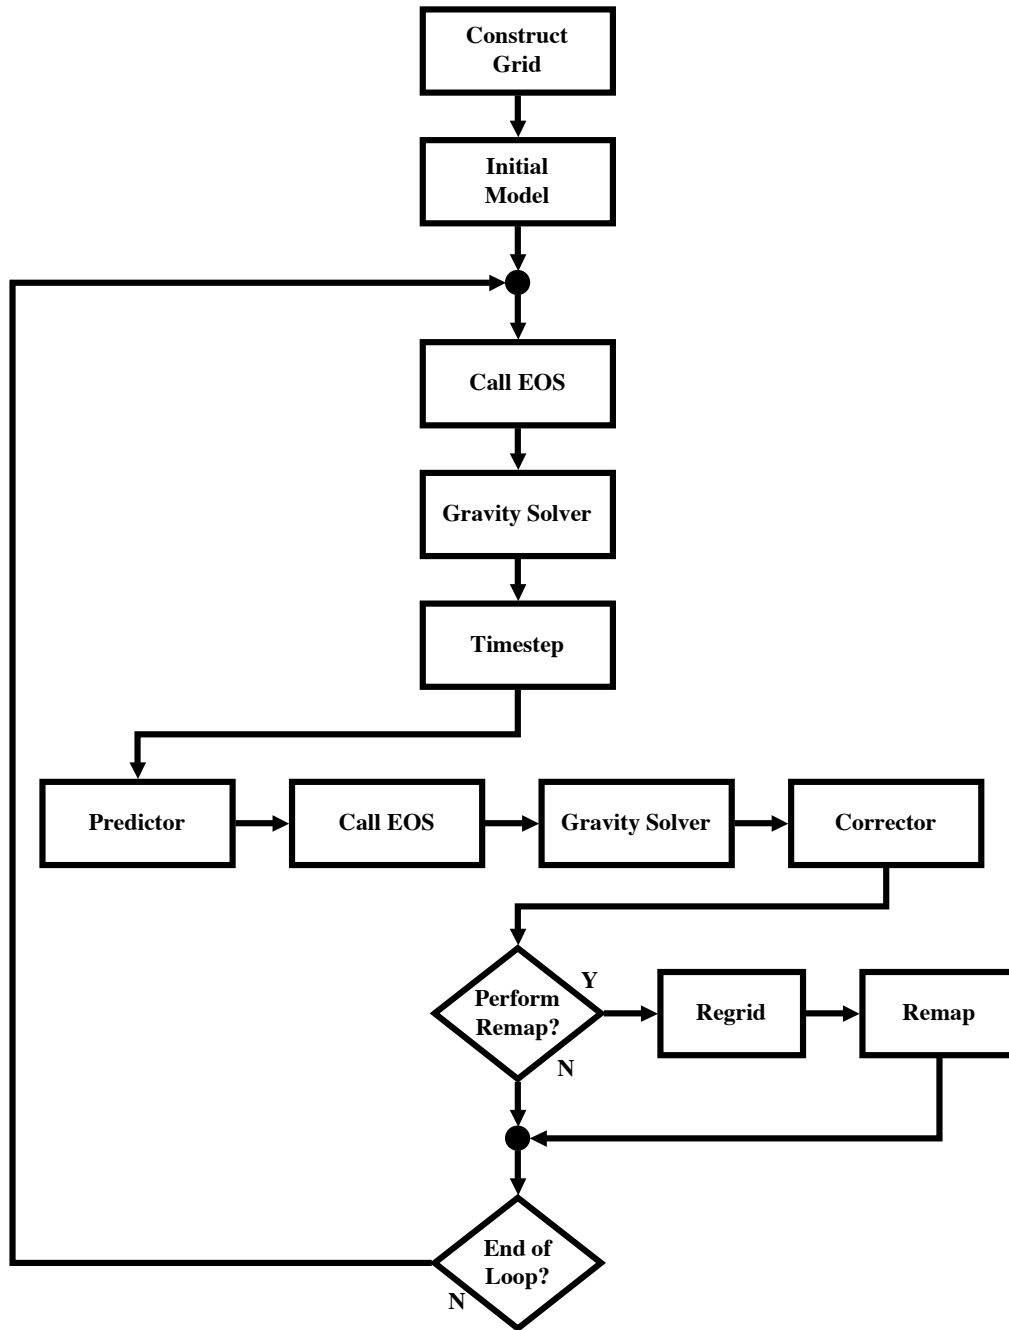 Construct
Grid
Initial
Model
Call EOS
Gravity Solver
Timestep
Predictor
Call EOS
Gravity Solver
Corrector
Perform
Remap?
Y
N
Regrid
Remap
End of
Loop?
N